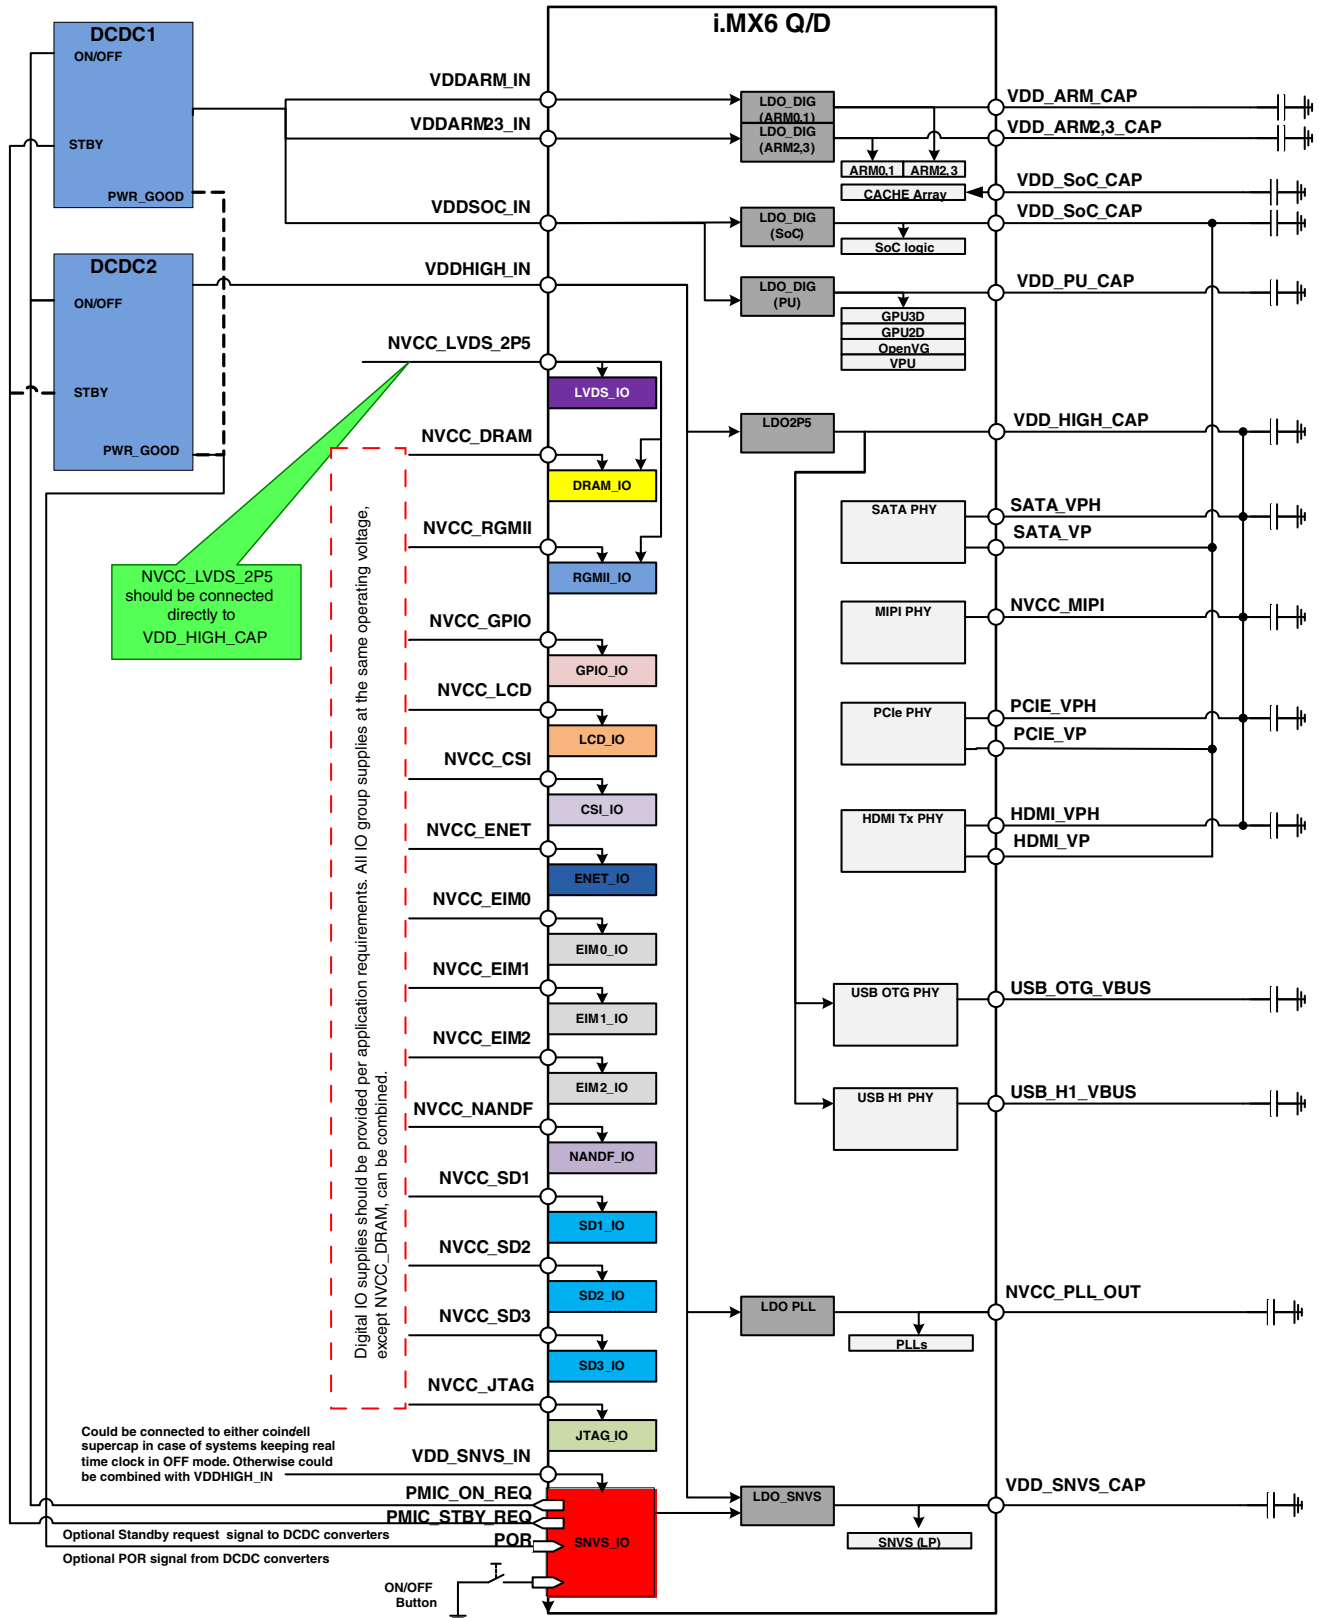 i.MX6 Q/D
DCDC1
ON/OFF
STBY
PWR_GOOD
DCDC2
ON/OFF
STBY
PWR_GOOD
VDDARM_IN
VDDARM23_IN
VDDSOC_IN
VDDHIGH_IN
NVCC_LVDS_2P5
LVDS_IO
NVCC_DRAM
DRAM_IO
NVCC_RGMII
RGMII_IO
NVCC_GPIO
GPIO_IO
NVCC_LCD
LCD_IO
NVCC_CSI
CSI_IO
NVCC_ENET
ENET_IO
NVCC_EIM0
EIM0_IO
NVCC_EIM1
EIM1_IO
NVCC_EIM2
EIM2_IO
NVCC_NANDF
NANDF_IO
NVCC_SD1
SD1_IO
NVCC_SD2
SD2_IO
NVCC_SD3
SD3_IO
NVCC_JTAG
JTAG_IO
VDD_SNVS_IN
PMIC_ON_REQ
PMIC_STBY_REQ
POR
SNVS_IO
NVCC_LVDS_2P5
should be connected
directly to
VDD_HIGH_CAP
Digital IO supplies should be provided per application requirements. All IO group supplies at the same operating voltage,
except NVCC_DRAM, can be combined.
Could be connected to either coin/cell
supercap in case of systems keeping real
time clock in OFF mode. Otherwise could
be combined with VDDHIGH_IN
Optional Standby request signal to DCDC converters
Optional POR signal from DCDC converters
ON/OFF
Button
LDO_DIG
(ARM0,1)
LDO_DIG
(ARM2,3)
ARM0,1
ARM2,3
CACHE Array
LDO_DIG
(SoC)
SoC logic
LDO_DIG
(PU)
GPU3D
GPU2D
OpenVG
VPU
LDO2P5
SATA PHY
MIPI PHY
PCIe PHY
HDMI Tx PHY
USB OTG PHY
USB H1 PHY
LDO PLL
PLLs
LDO_SNVS
SNVS (LP)
VDD_ARM_CAP
VDD_ARM2,3_CAP
VDD_SoC_CAP
VDD_SoC_CAP
VDD_PU_CAP
VDD_HIGH_CAP
SATA_VPH
SATA_VP
NVCC_MIPI
PCIE_VPH
PCIE_VP
HDMI_VPH
HDMI_VP
USB_OTG_VBUS
USB_H1_VBUS
NVCC_PLL_OUT
VDD_SNVS_CAP